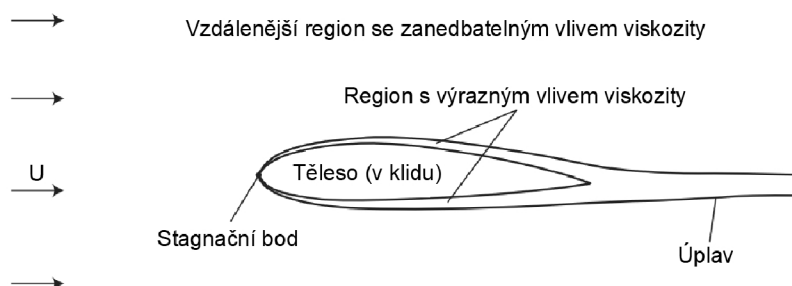 Vzdálenější region se zanedbatelným vlivem viskozity
Region s výrazným vlivem viskozity
U
Těleso (v klidu)
Stagnační bod
Úplav